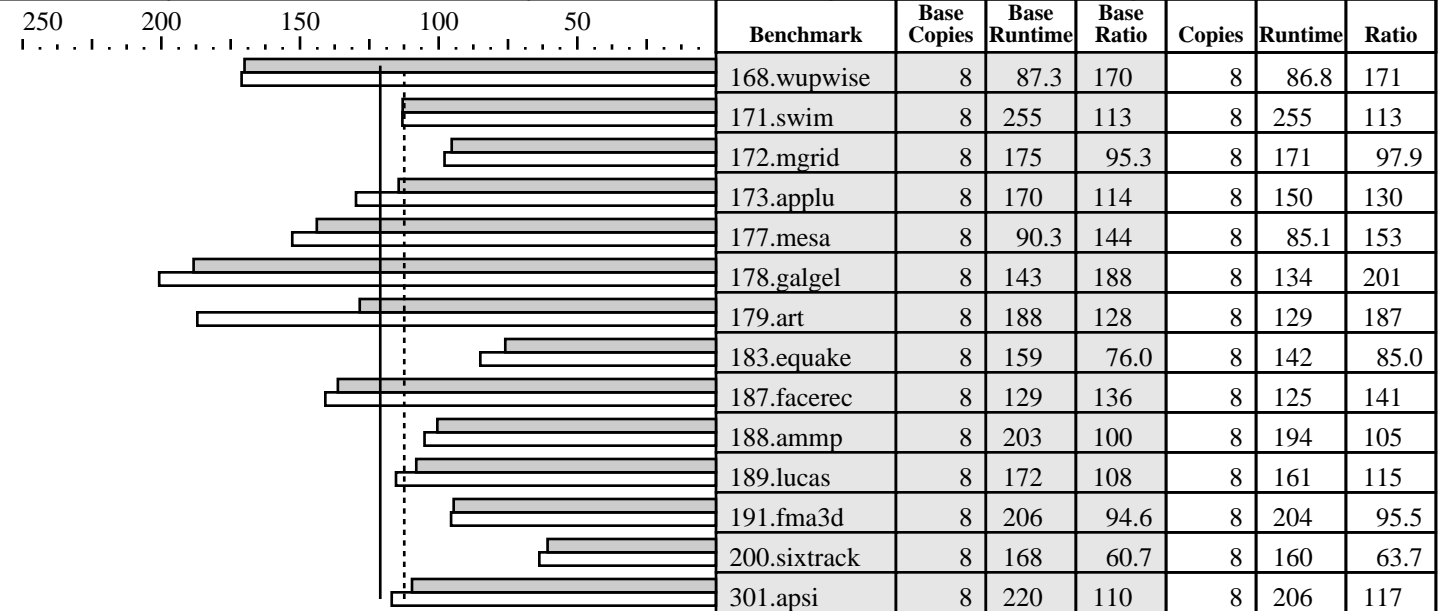 250 200 150 100 50
Benchmark Base Copies Base Runtime Base Ratio Copies Runtime Ratio
168.wupwise 8 87.3 170 8 86.8 171
171.swim 8 255 113 8 255 113
172.mgrid 8 175 95.3 8 171 97.9
173.applu 8 170 114 8 150 130
177.mesa 8 90.3 144 8 85.1 153
178.galgel 8 143 188 8 134 201
179.art 8 188 128 8 129 187
183.equake 8 159 76.0 8 142 85.0
187.facerec 8 129 136 8 125 141
188.ammp 8 203 100 8 194 105
189.lucas 8 172 108 8 161 115
191.fma3d 8 206 94.6 8 204 95.5
200.sixtrack 8 168 60.7 8 160 63.7
301.apsi 8 220 110 8 206 117